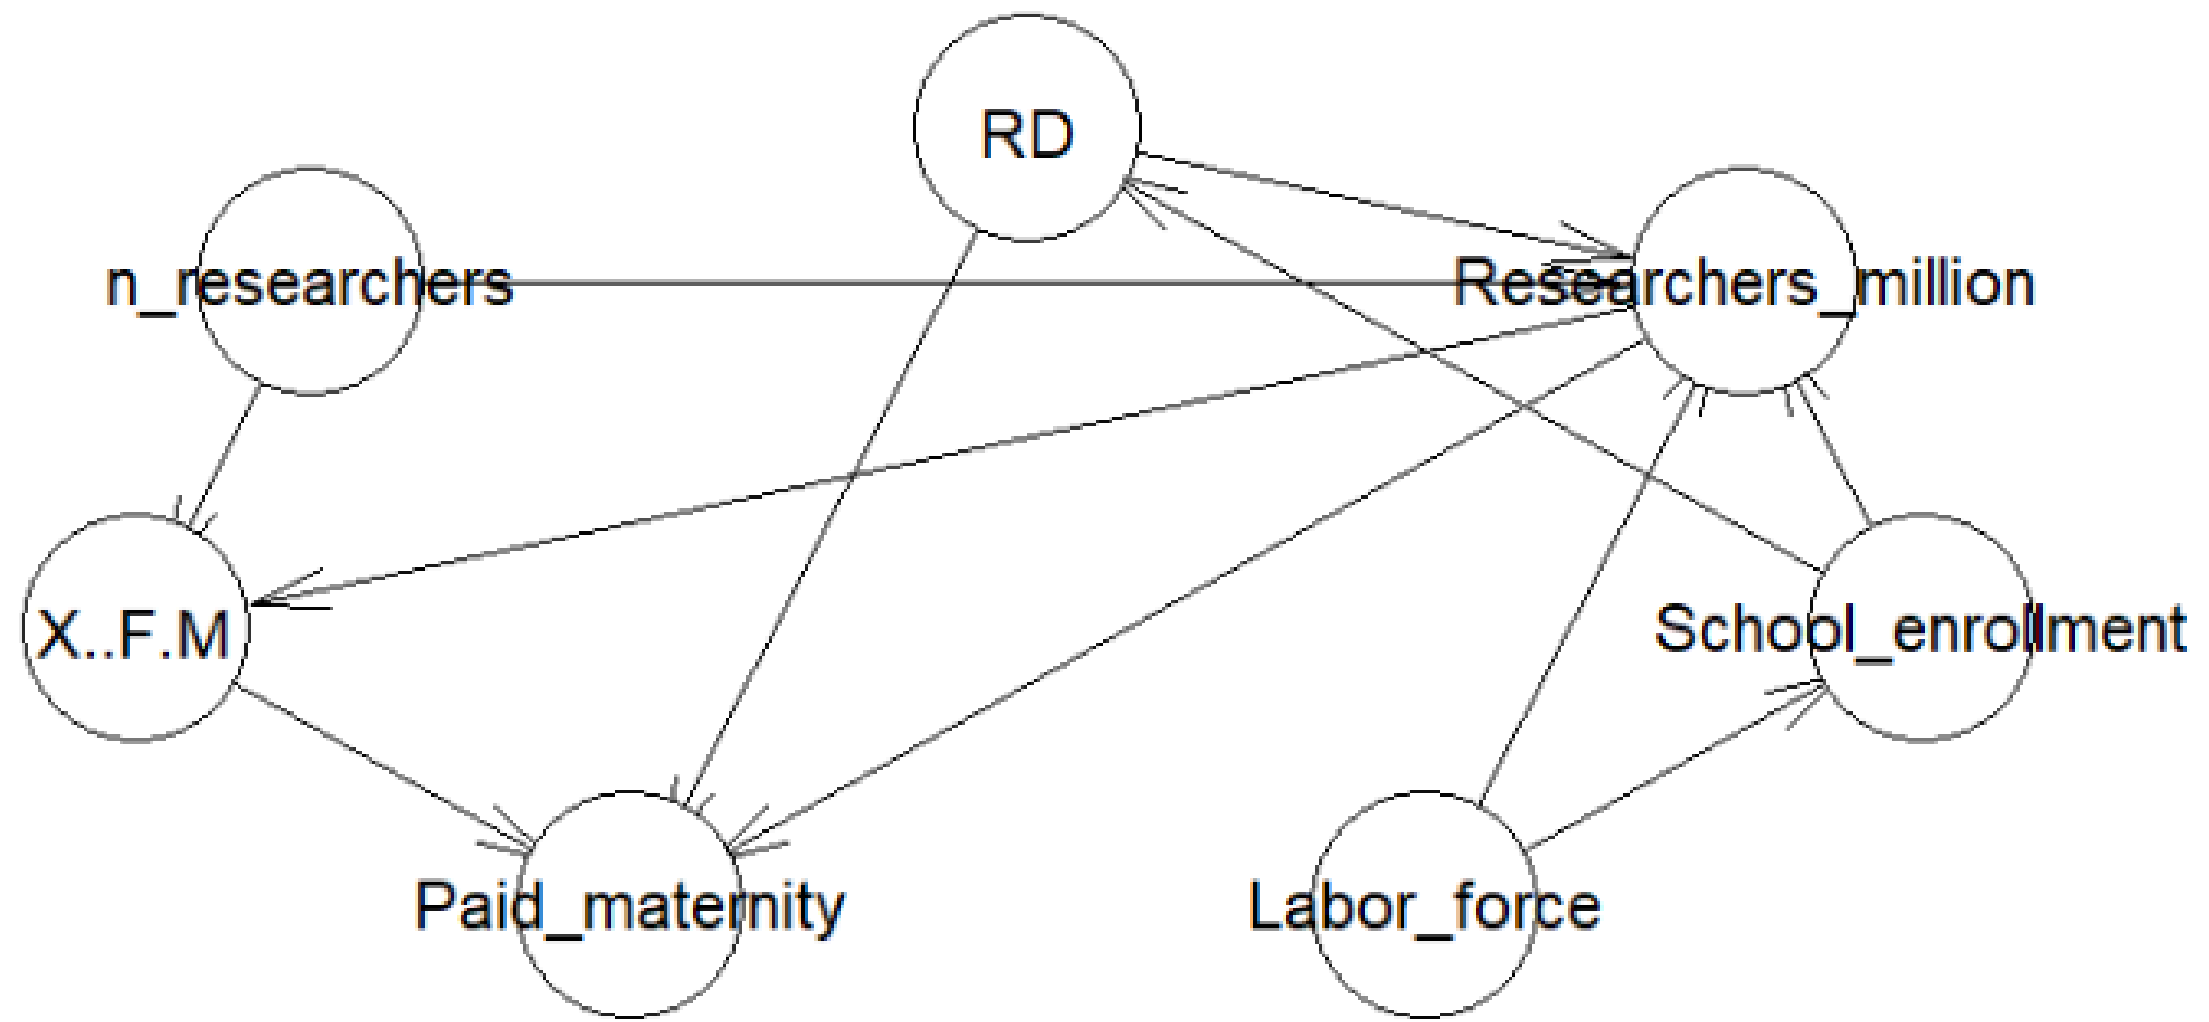 RD
n_researchers
Researchers_million
X..F.M
School_enrollment
Paid_maternity
Labor_force